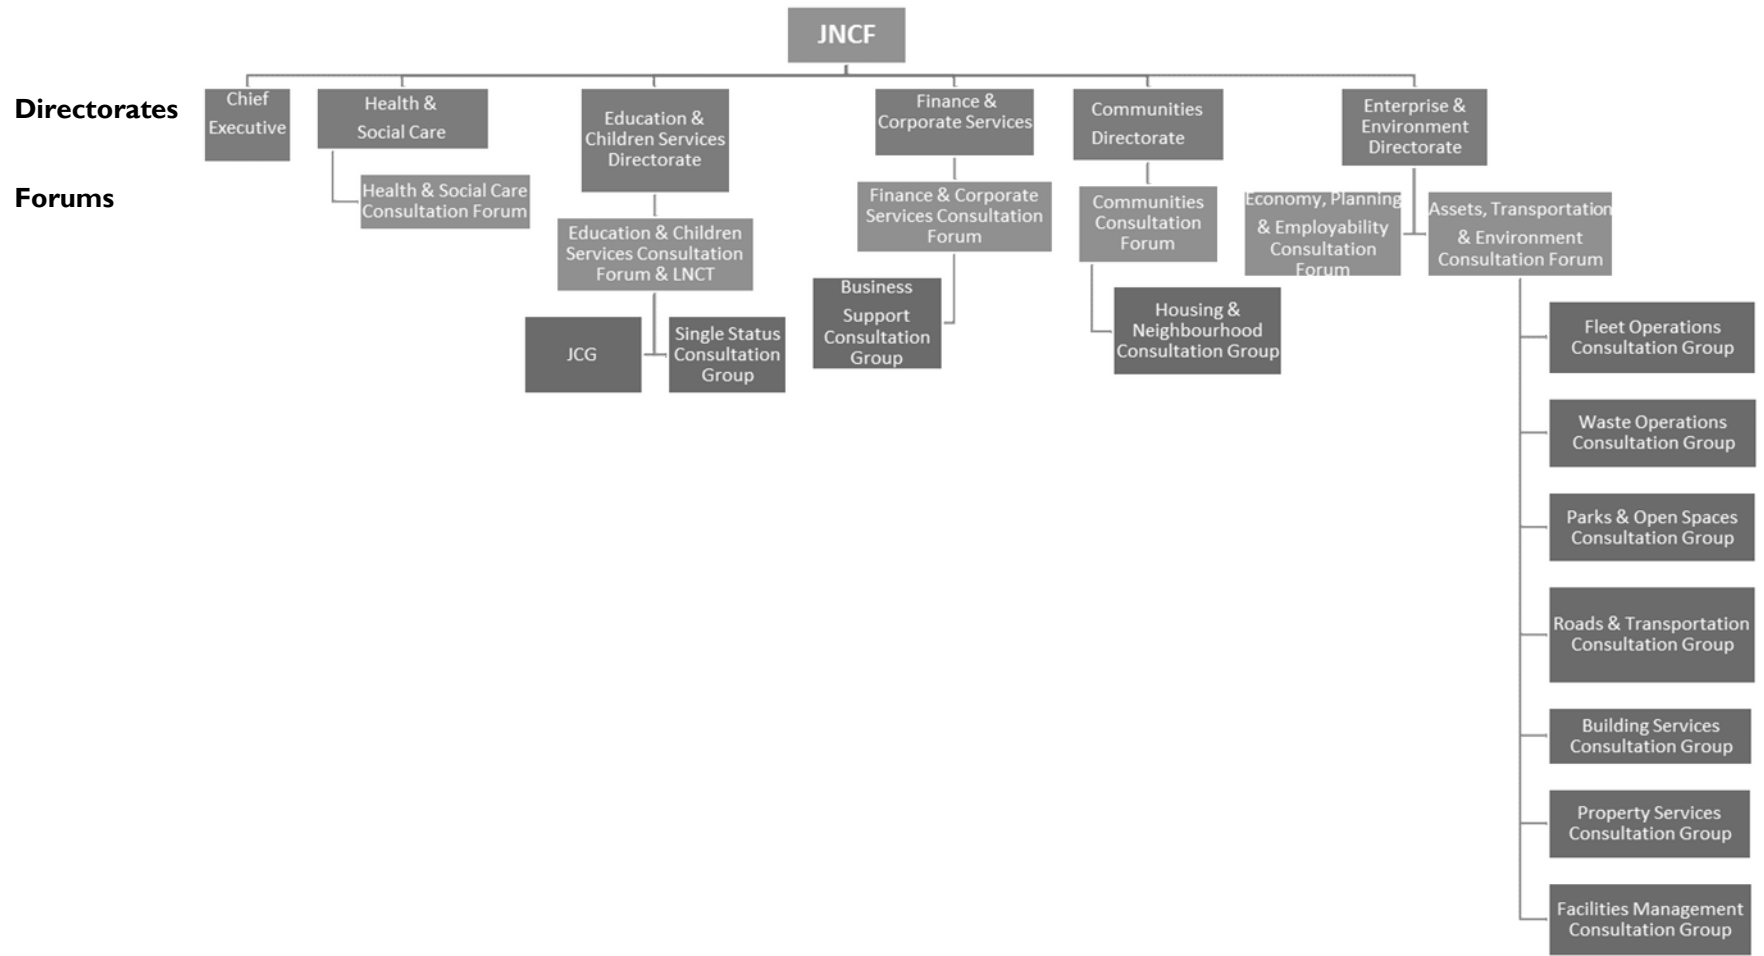 JNCF
Directorates
Chief
Executive
Health &
Social Care
Education &
Children Services
Directorate
Finance &
Corporate Services
Communities
Directorate
Enterprise &
Environment
Directorate
Forums
Health & Social Care
Consultation Forum
Education & Children
Services Consultation
Forum & LNCT
Finance & Corporate
Services Consultation
Forum
Communities
Consultation
Forum
Economy, Planning
& Employability
Consultation
Forum
Assets, Transportation
& Environment
Consultation Forum
JCG
Single Status
Consultation
Group
Business
Support
Consultation
Group
Housing &
Neighbourhood
Consultation Group
Fleet Operations
Consultation Group
Waste Operations
Consultation Group
Parks & Open Spaces
Consultation Group
Roads & Transportation
Consultation Group
Building Services
Consultation Group
Property Services
Consultation Group
Facilities Management
Consultation Group